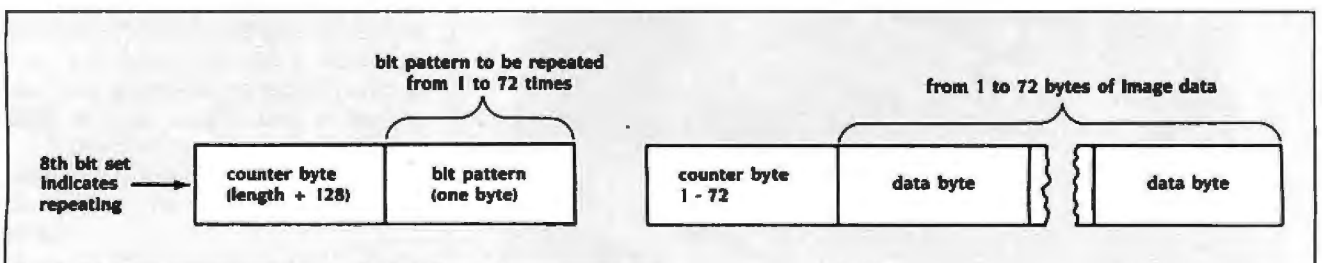 bit pattern to be repeated
from 1 to 72 times
from 1 to 72 bytes of image data
8th bit set
indicates
repeating
counter byte
(length + 128)
bit pattern
(one byte)
counter byte
1 - 72
data byte
data byte